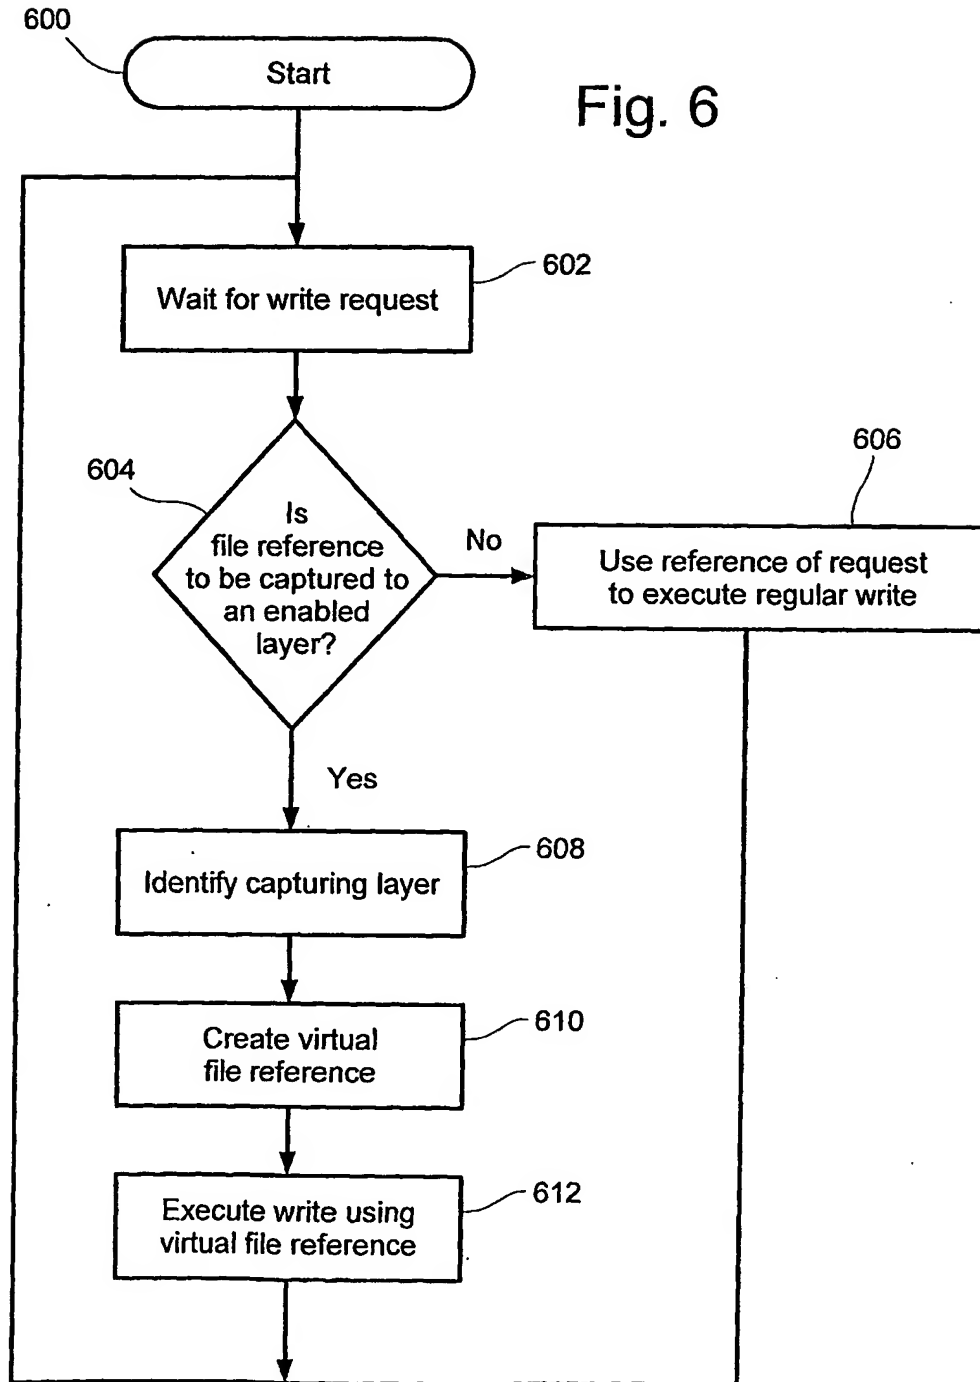 600
Start
Fig. 6
602
Wait for write request
604
Is
file reference
to be captured to
an enabled
layer?
No
606
Use reference of request
to execute regular write
Yes
608
Identify capturing layer
610
Create virtual
file reference
612
Execute write using
virtual file reference